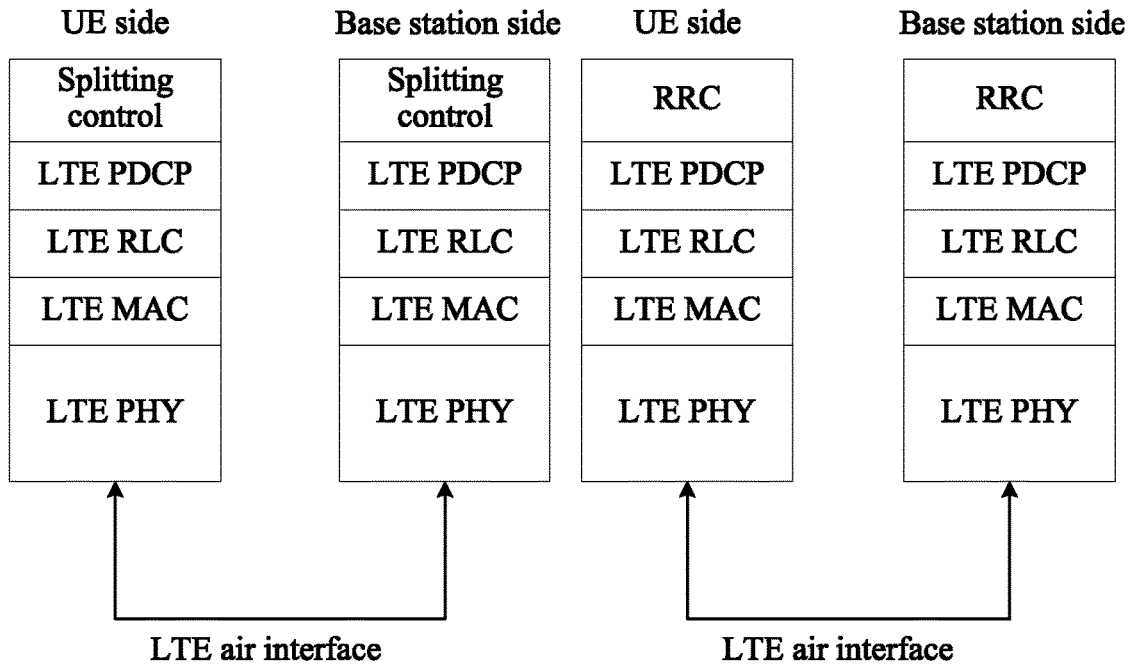 UE side
Base station side
UE side
Base station side
Splitting
control
Splitting
control
RRC
RRC
LTE PDCP
LTE PDCP
LTE PDCP
LTE PDCP
LTE RLC
LTE RLC
LTE RLC
LTE RLC
LTE MAC
LTE MAC
LTE MAC
LTE MAC
LTE PHY
LTE PHY
LTE PHY
LTE PHY
LTE air interface
LTE air interface